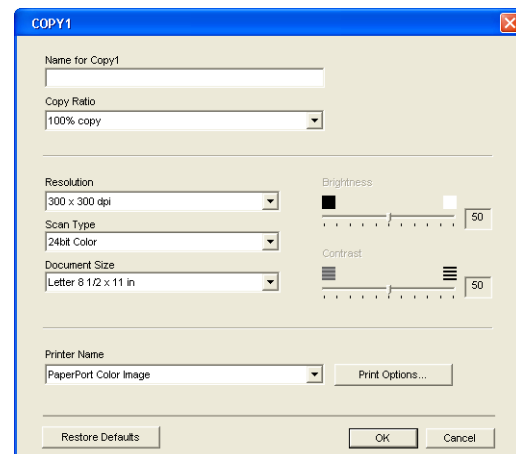 COPY1
Name for Copy1
Copy Ratio
100% copy
Resolution
300 x 300 dpi
Scan Type
24bit Color
Document Size
Letter 8 1/2 x 11 in
Brightness
50
Contrast
50
Printer Name
PaperPort Color Image
Print Options...
Restore Defaults
OK
Cancel